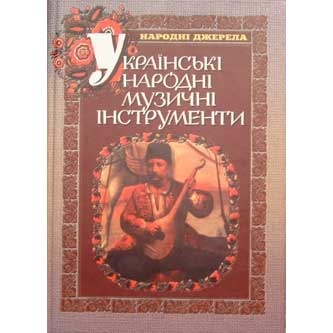 НАРОДНІ ДЖЕРЕЛА
УКРАЇНСЬКІ
НАРОДНІ
МУЗИЧНІ
ІНСТРУМЕНТИ